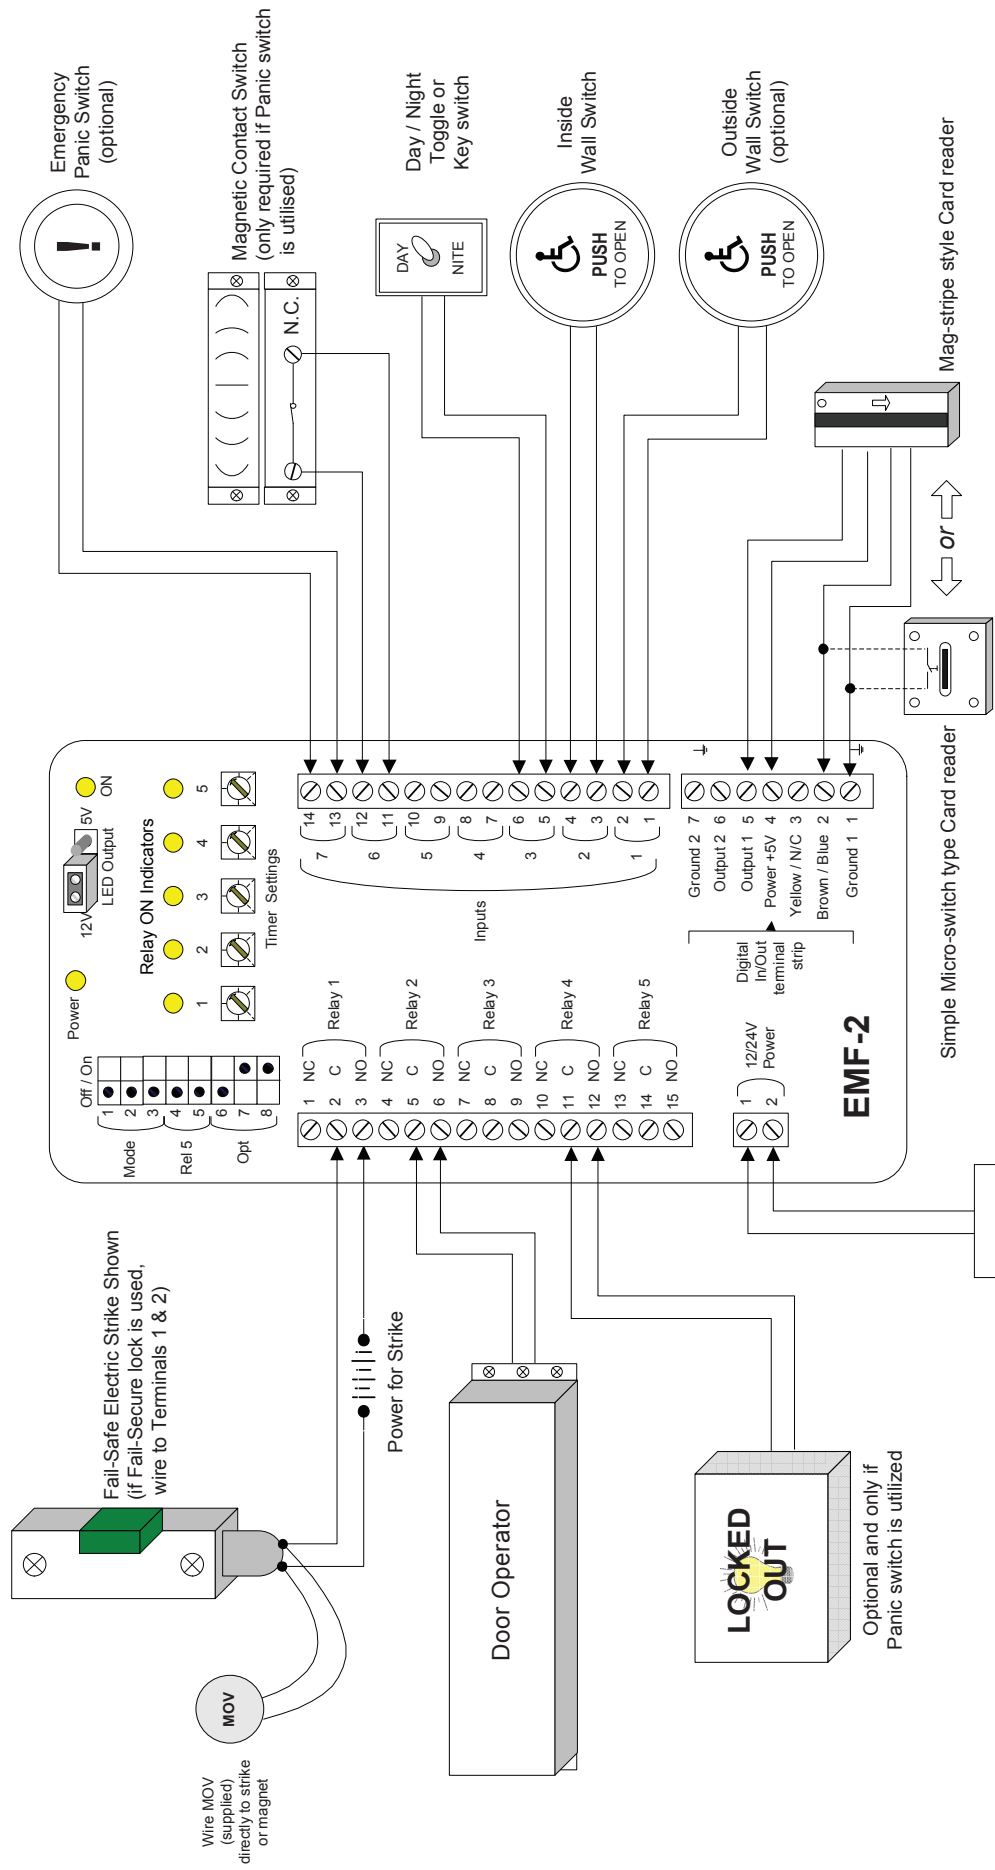 Fail-Safe Electric Strike Shown
(if Fail-Secure lock is used,
wire to Terminals 1 & 2)
Wire MOV
(supplied)
directly to strike
or magnet
MOV
Power for Strike
Door Operator
LOCKED
OUT
Optional and only if
Panic switch is utilized
Off / On
1
2
3
4
5
6
7
8
Mode
Rel 5
Opt
Power
12V
5V
LED Output
ON
Relay ON Indicators
1
2
3
4
5
Timer Settings
1 NC
2 C
3 NO
Relay 1
4 NC
5 C
6 NO
Relay 2
7 NC
8 C
9 NO
Relay 3
10 NC
11 C
12 NO
Relay 4
13 NC
14 C
15 NO
Relay 5
1
2
12/24V
Power
EMF-2
Inputs
7
6
5
4
3
2
1
14
13
12
11
10
9
8
7
6
5
4
3
2
1
Digital
In/Out
terminal
strip
Ground 2 7
Output 2 6
Output 1 5
Power +5V 4
Yellow / N/C 3
Brown / Blue 2
Ground 1 1
Emergency
Panic Switch
(optional)
!
Magnetic Contact Switch
(only required if Panic switch
is utilised)
N.C.
Day / Night
Toggle or
Key switch
DAY
NITE
Inside
Wall Switch
PUSH
TO OPEN
Outside
Wall Switch
(optional)
PUSH
TO OPEN
Mag-stripe style Card reader
or
Simple Micro-switch type Card reader